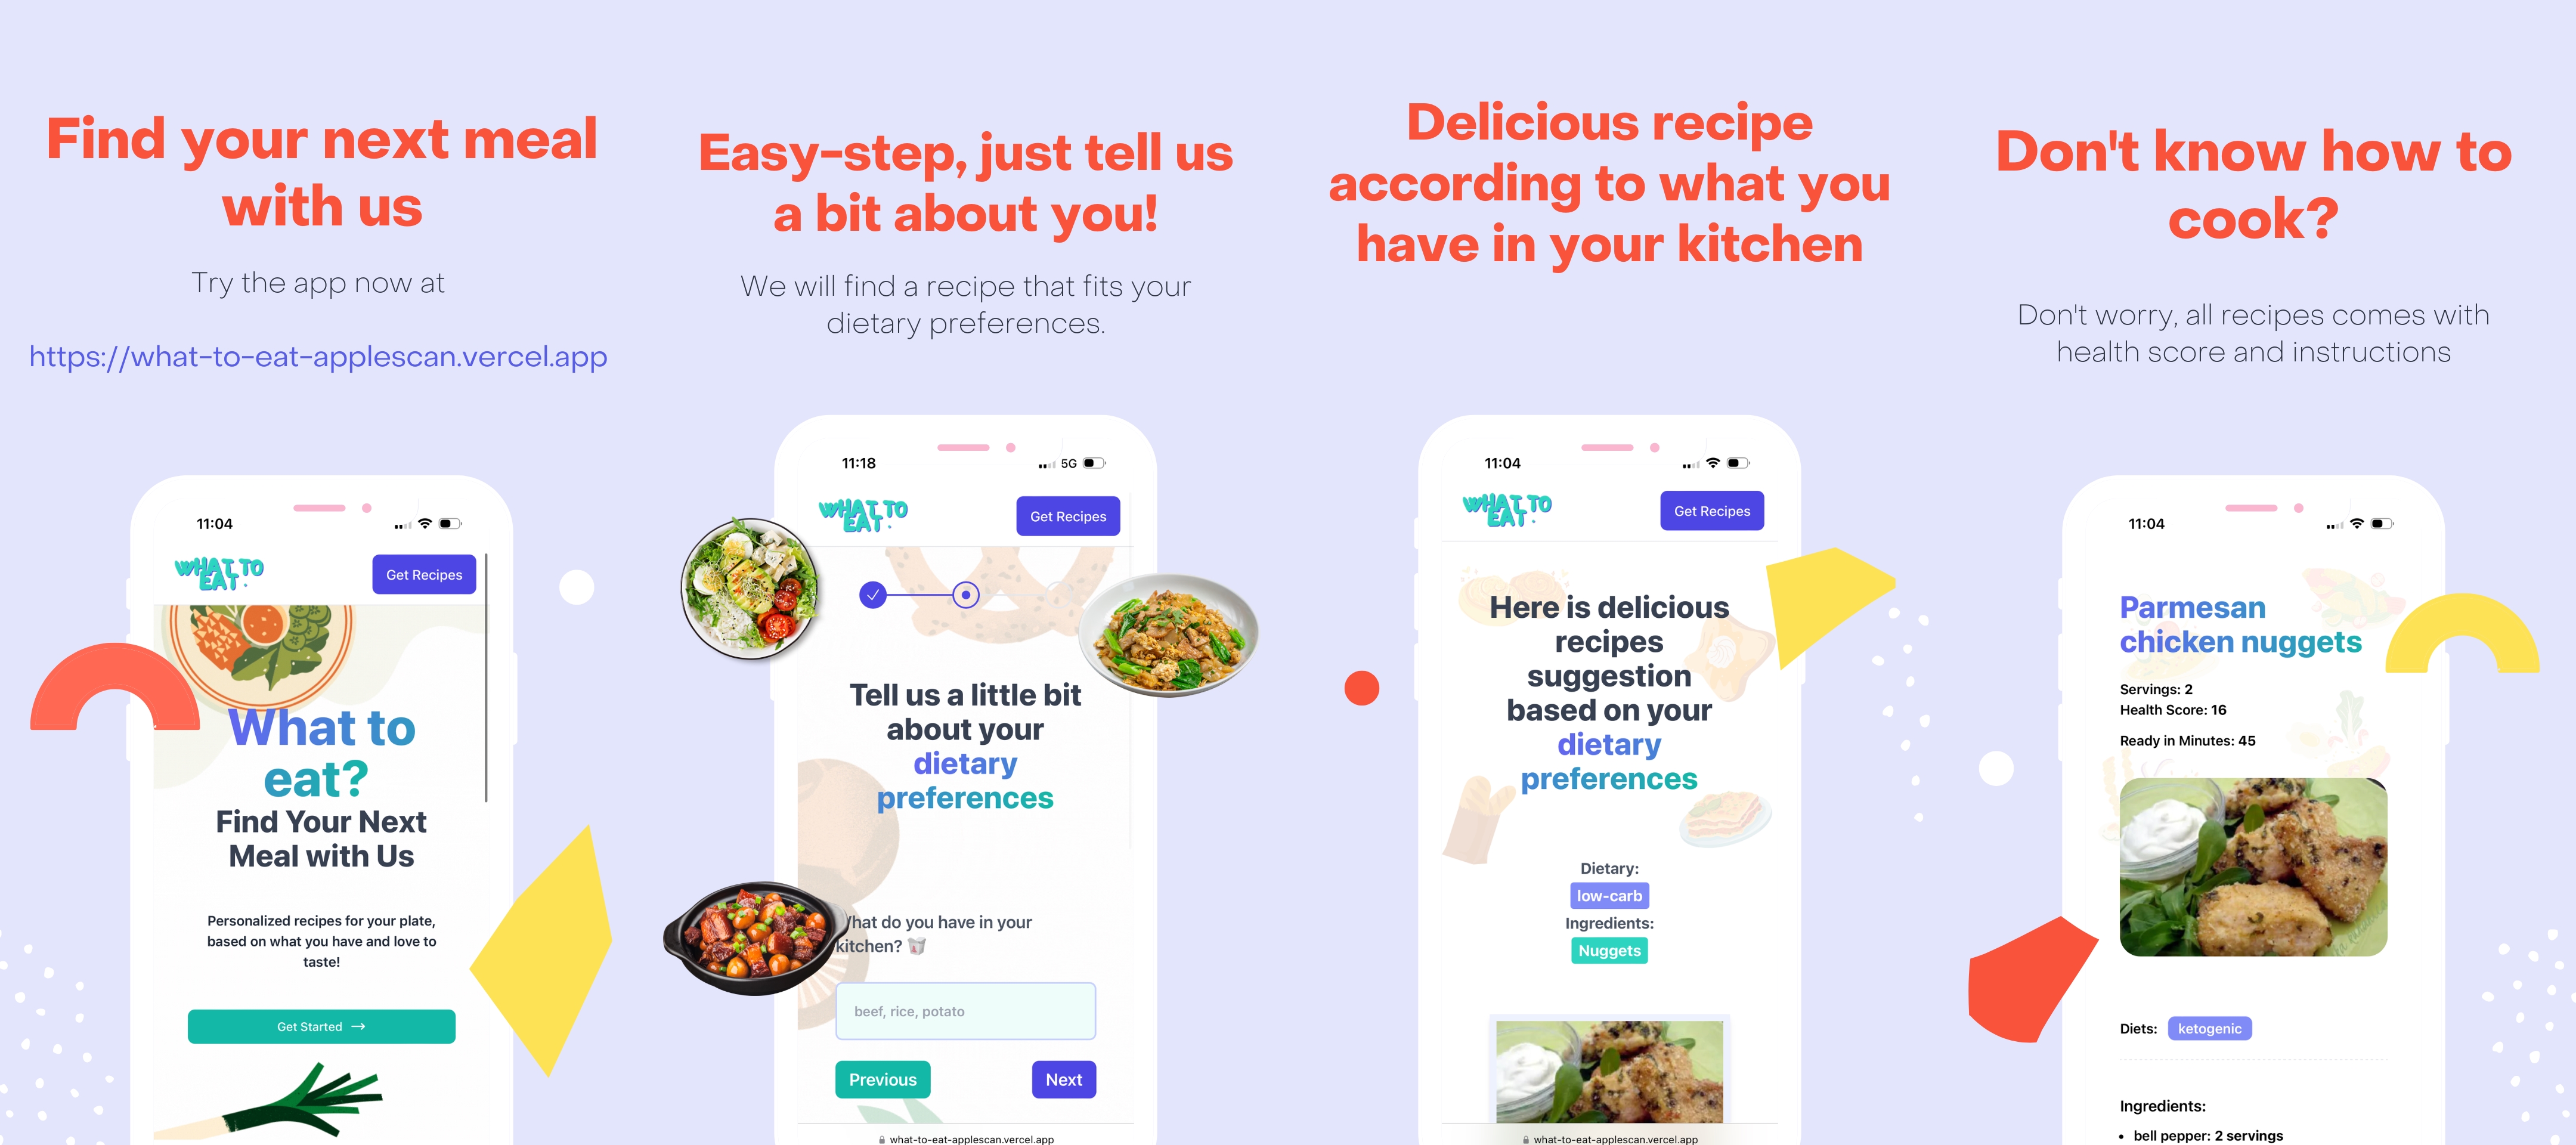 Find your next meal
with us
Try the app now at
https://what-to-eat-applescan.vercel.app
11:04
WHAT TO
EAT
Get Recipes
What to
eat?
Find Your Next
Meal with Us
Personalized recipes for your plate,
based on what you have and love to
taste!
Get Started →
Easy-step, just tell us
a bit about you!
We will find a recipe that fits your
dietary preferences.
11:18
5G
WHAT TO
EAT
Get Recipes
Tell us a little bit
about your
dietary
preferences
What do you have in your
kitchen?
beef, rice, potato
Previous
Next
what-to-eat-applescan.vercel.app
Delicious recipe
according to what you
have in your kitchen
11:04
WHAT TO
EAT
Get Recipes
Here is delicious
recipes
suggestion
based on your
dietary
preferences
Dietary:
low-carb
Ingredients:
Nuggets
what-to-eat-applescan.vercel.app
Don't know how to
cook?
Don't worry, all recipes comes with
health score and instructions
11:04
Parmesan
chicken nuggets
Servings: 2
Health Score: 16
Ready in Minutes: 45
Diets: ketogenic
Ingredients:
• bell pepper: 2 servings